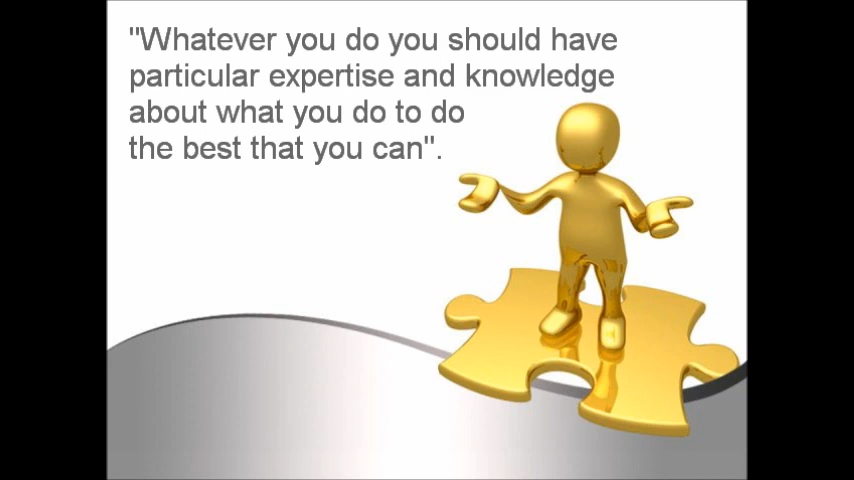 "Whatever you do you should have
particular expertise and knowledge
about what you do to do
the best that you can".